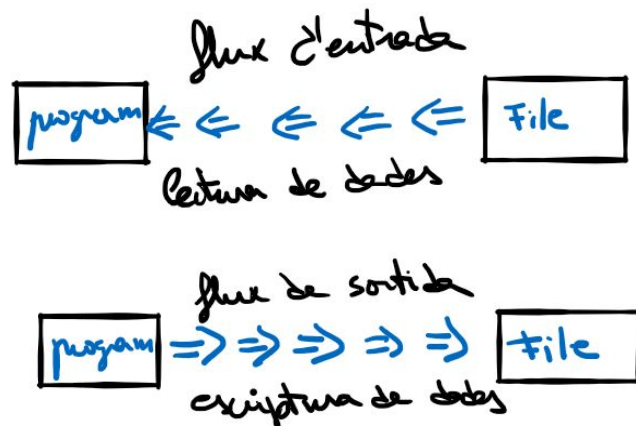 flux d'entrada
program File
lectura de dades
flux de sortida
program File
escriptura de dades